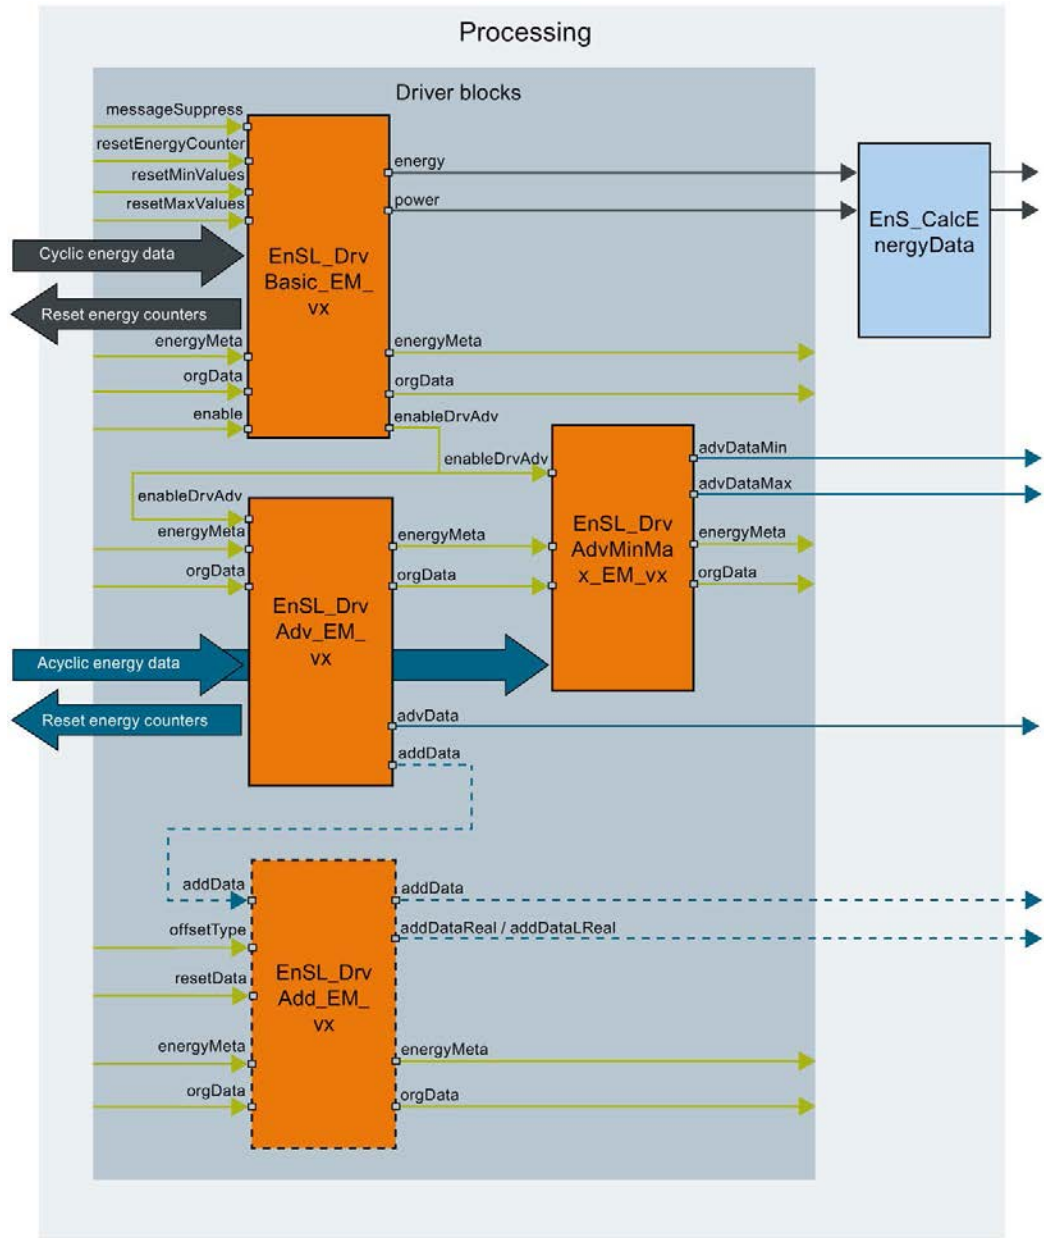 Processing
Driver blocks
messageSuppress
resetEnergyCounter
resetMinValues
resetMaxValues
Cyclic energy data
Reset energy counters
energyMeta
orgData
enable
EnSL_Drv
Basic_EM_
vx
energy
power
energyMeta
orgData
enableDrvAdv
EnS_CalcE
nergyData
enableDrvAdv
enableDrvAdv
energyMeta
orgData
Acyclic energy data
Reset energy counters
EnSL_Drv
Adv_EM_
vx
energyMeta
orgData
advData
addData
EnSL_Drv
AdvMinMa
x_EM_vx
advDataMin
advDataMax
energyMeta
orgData
addData
offsetType
resetData
energyMeta
orgData
EnSL_Drv
Add_EM_
vx
addData
addDataReal / addDataLReal
energyMeta
orgData